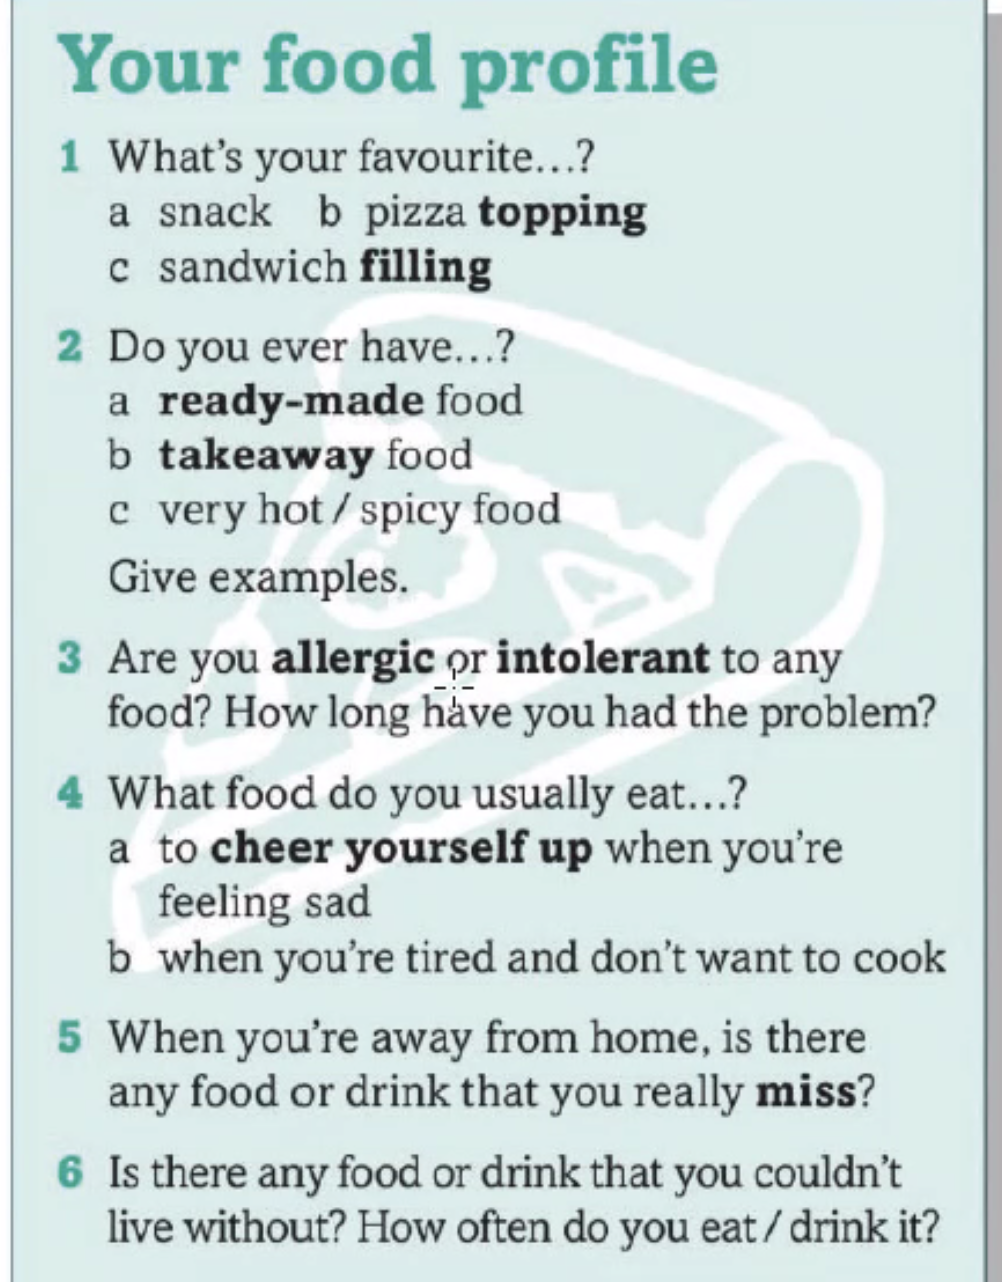 Your food profile
1 What's your favourite...?
a snack b pizza topping
c sandwich filling
2 Do you ever have...?
a ready-made food
b takeaway food
c very hot / spicy food
Give examples.
3 Are you allergic or intolerant to any
food? How long have you had the problem?
4 What food do you usually eat...?
a to cheer yourself up when you're
feeling sad
b when you're tired and don't want to cook
5 When you're away from home, is there
any food or drink that you really miss?
6 Is there any food or drink that you couldn't
live without? How often do you eat / drink it?